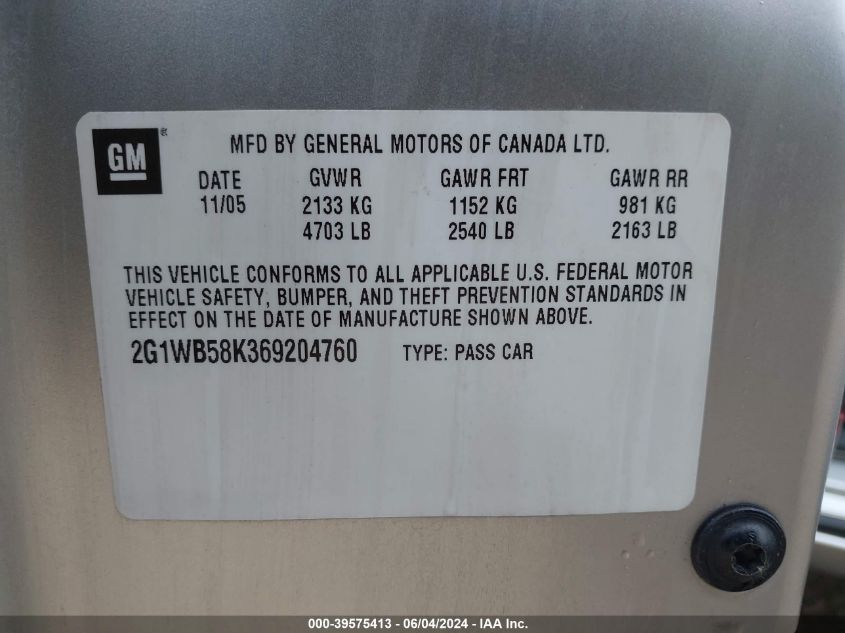 GM
MFD BY GENERAL MOTORS OF CANADA LTD.
DATE GVWR GAWR FRT GAWR RR
11/05 2133 KG 1152 KG 981 KG
4703 LB 2540 LB 2163 LB
THIS VEHICLE CONFORMS TO ALL APPLICABLE U.S. FEDERAL MOTOR
VEHICLE SAFETY, BUMPER, AND THEFT PREVENTION STANDARDS IN
EFFECT ON THE DATE OF MANUFACTURE SHOWN ABOVE.
2G1WB58K369204760 TYPE: PASS CAR
000-39575413 - 06/04/2024 - IAA Inc.